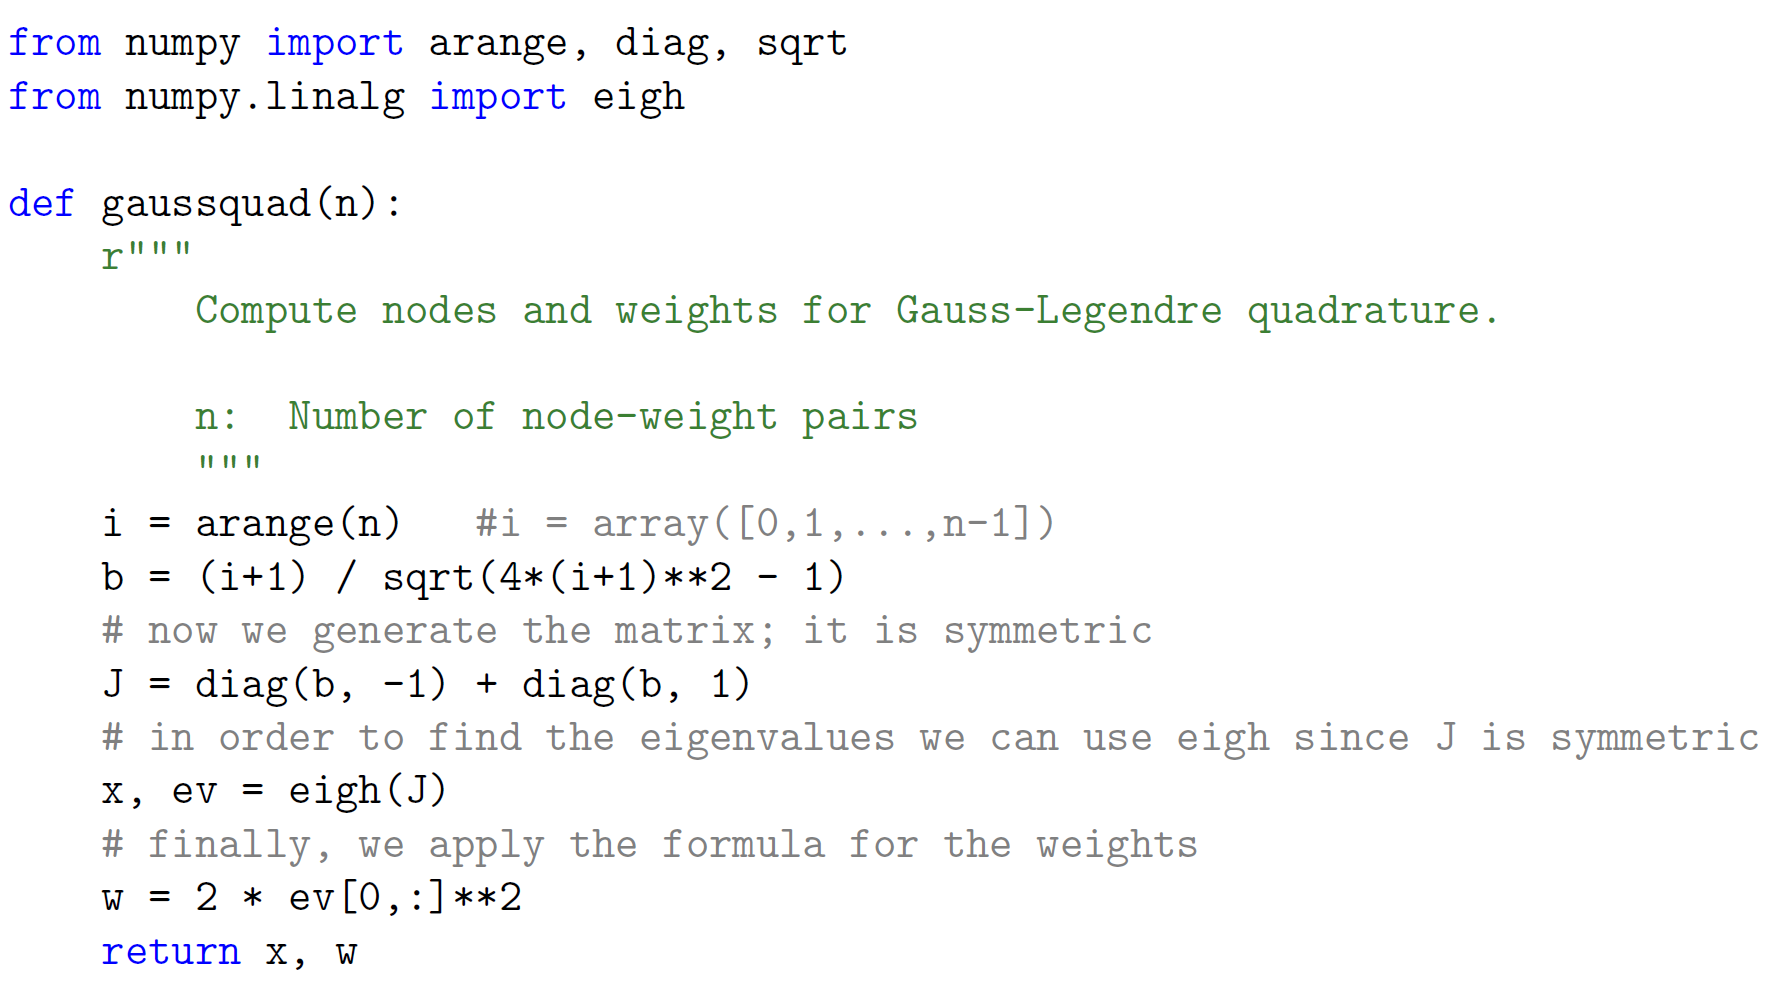 from numpy import arange, diag, sqrt
from numpy.linalg import eigh

def gaussquad(n):
    r"""
        Compute nodes and weights for Gauss-Legendre quadrature.

        n:  Number of node-weight pairs
        """
    i = arange(n)   #i = array([0,1,...,n-1])
    b = (i+1) / sqrt(4*(i+1)**2 - 1)
    # now we generate the matrix; it is symmetric
    J = diag(b, -1) + diag(b, 1)
    # in order to find the eigenvalues we can use eigh since J is symmetric
    x, ev = eigh(J)
    # finally, we apply the formula for the weights
    w = 2 * ev[0,:]**2
    return x, w